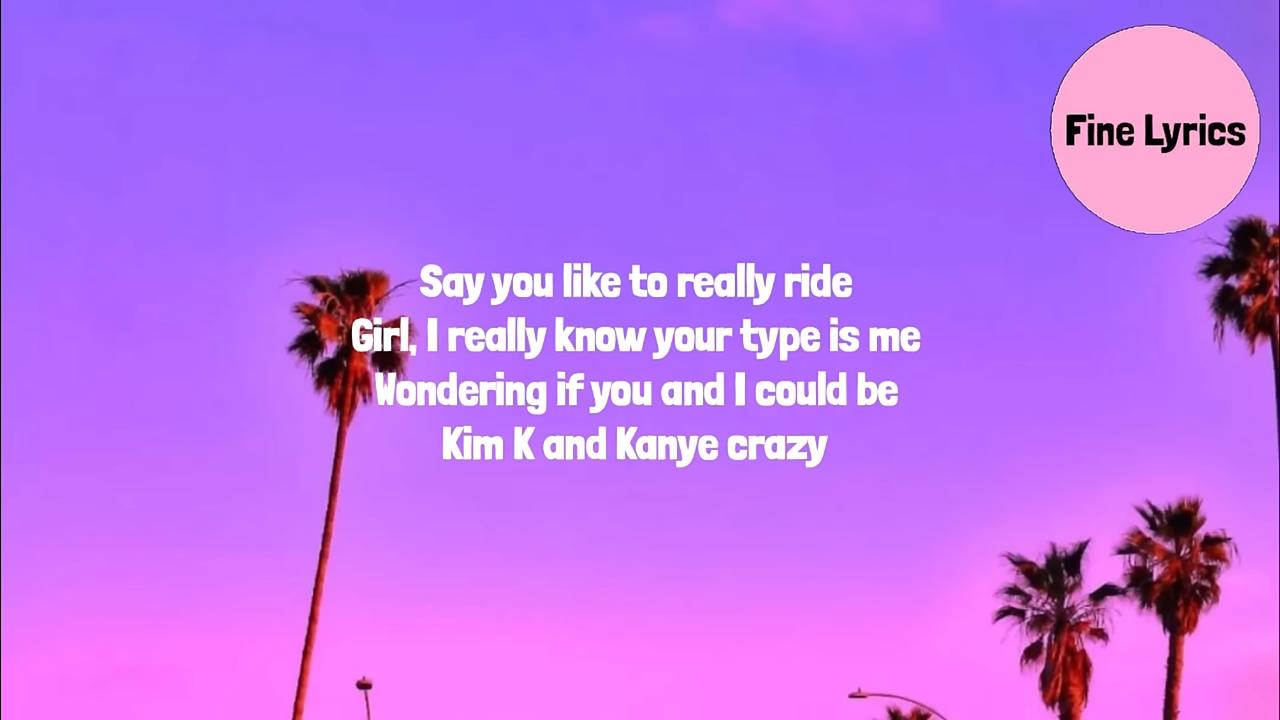 Fine Lyrics
Say you like to really ride
Girl, I really know your type is me
Wondering if you and I could be
Kim K and Kanye crazy